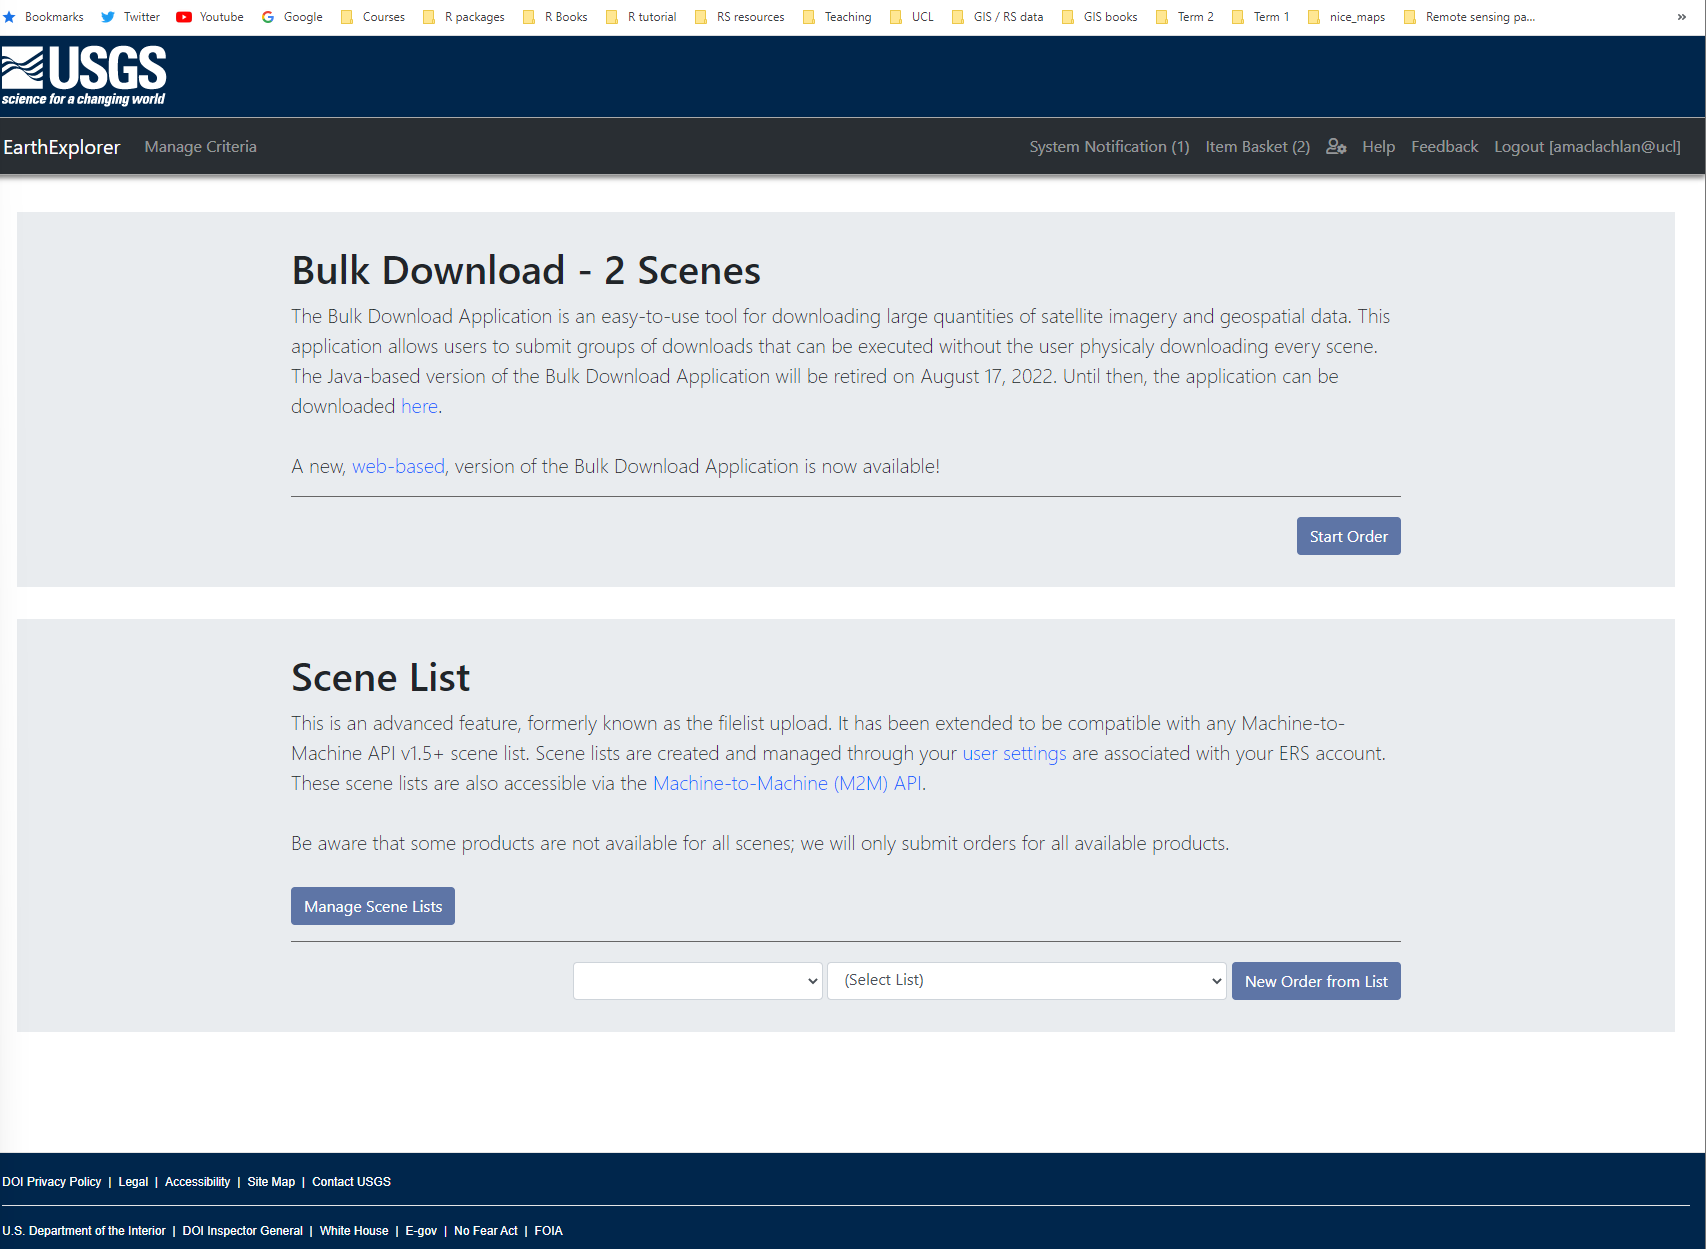 Bookmarks Twitter Youtube Google Courses R packages R Books R tutorial RS resources Teaching UCL GIS / RS data GIS books Term 2 Term 1 nice_maps Remote sensing pa... »
USGS
science for a changing world
EarthExplorer Manage Criteria System Notification (1) Item Basket (2) Help Feedback Logout [amaclachlan@ucl]
Bulk Download - 2 Scenes
The Bulk Download Application is an easy-to-use tool for downloading large quantities of satellite imagery and geospatial data. This
application allows users to submit groups of downloads that can be executed without the user physicaly downloading every scene.
The Java-based version of the Bulk Download Application will be retired on August 17, 2022. Until then, the application can be
downloaded here.
A new, web-based, version of the Bulk Download Application is now available!
Start Order
Scene List
This is an advanced feature, formerly known as the filelist upload. It has been extended to be compatible with any Machine-to-
Machine API v1.5+ scene list. Scene lists are created and managed through your user settings are associated with your ERS account.
These scene lists are also accessible via the Machine-to-Machine (M2M) API.
Be aware that some products are not available for all scenes; we will only submit orders for all available products.
Manage Scene Lists
(Select List) New Order from List
DOI Privacy Policy | Legal | Accessibility | Site Map | Contact USGS
U.S. Department of the Interior | DOI Inspector General | White House | E-gov | No Fear Act | FOIA